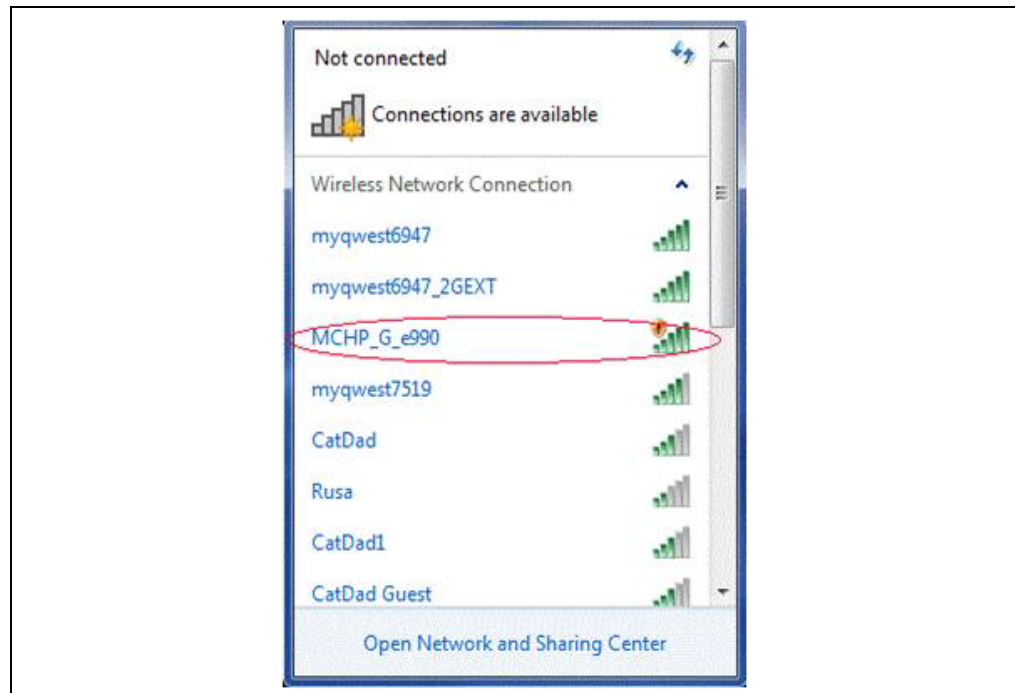 Not connected
Connections are available
Wireless Network Connection
myqwest6947
myqwest6947_2GEXT
MCHP_G_e990
myqwest7519
CatDad
Rusa
CatDad1
CatDad Guest
Open Network and Sharing Center